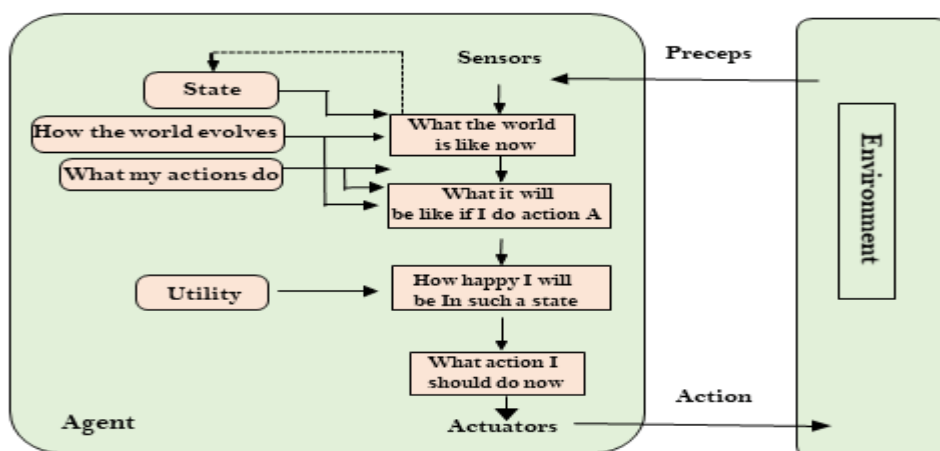 Sensors
Preceps
State
How the world evolves
What my actions do
What the world
is like now
What it will
be like if I do action A
Utility
How happy I will
be In such a state
What action I
should do now
Agent
Actuators
Action
Environment